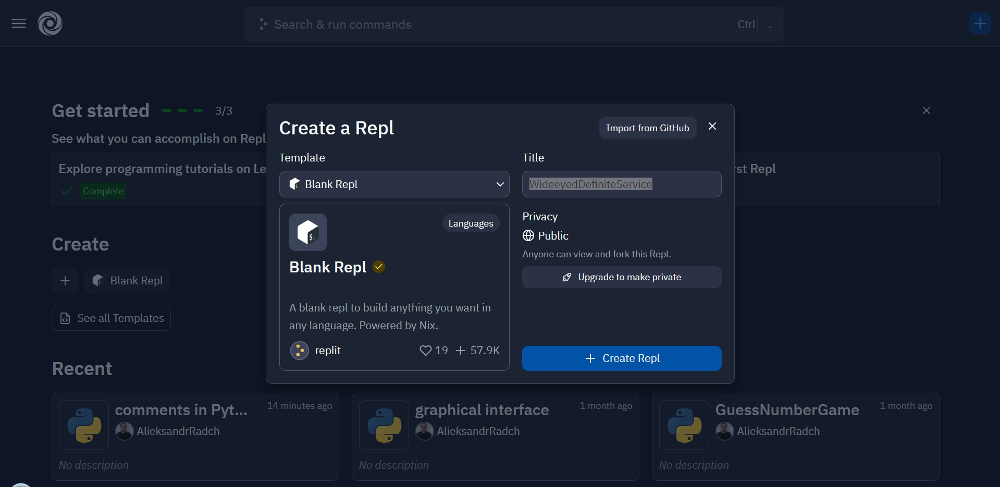 Search & run commands
Ctrl .
Get started 3/3
See what you can accomplish on Repl
Explore programming tutorials on Le
Complete
rst Repl
Create
Blank Repl
See all Templates
Create a Repl
Import from GitHub
Template
Blank Repl
Languages
Blank Repl
A blank repl to build anything you want in
any language. Powered by Nix.
replit 19 57.9K
Title
WideeyedDefiniteService
Privacy
Public
Anyone can view and fork this Repl.
Upgrade to make private
Create Repl
Recent
comments in Pyt... 14 minutes ago
AlieksandrRadch
No description
graphical interface 1 month ago
AlieksandrRadch
No description
GuessNumberGame 1 month ago
AlieksandrRadch
No description